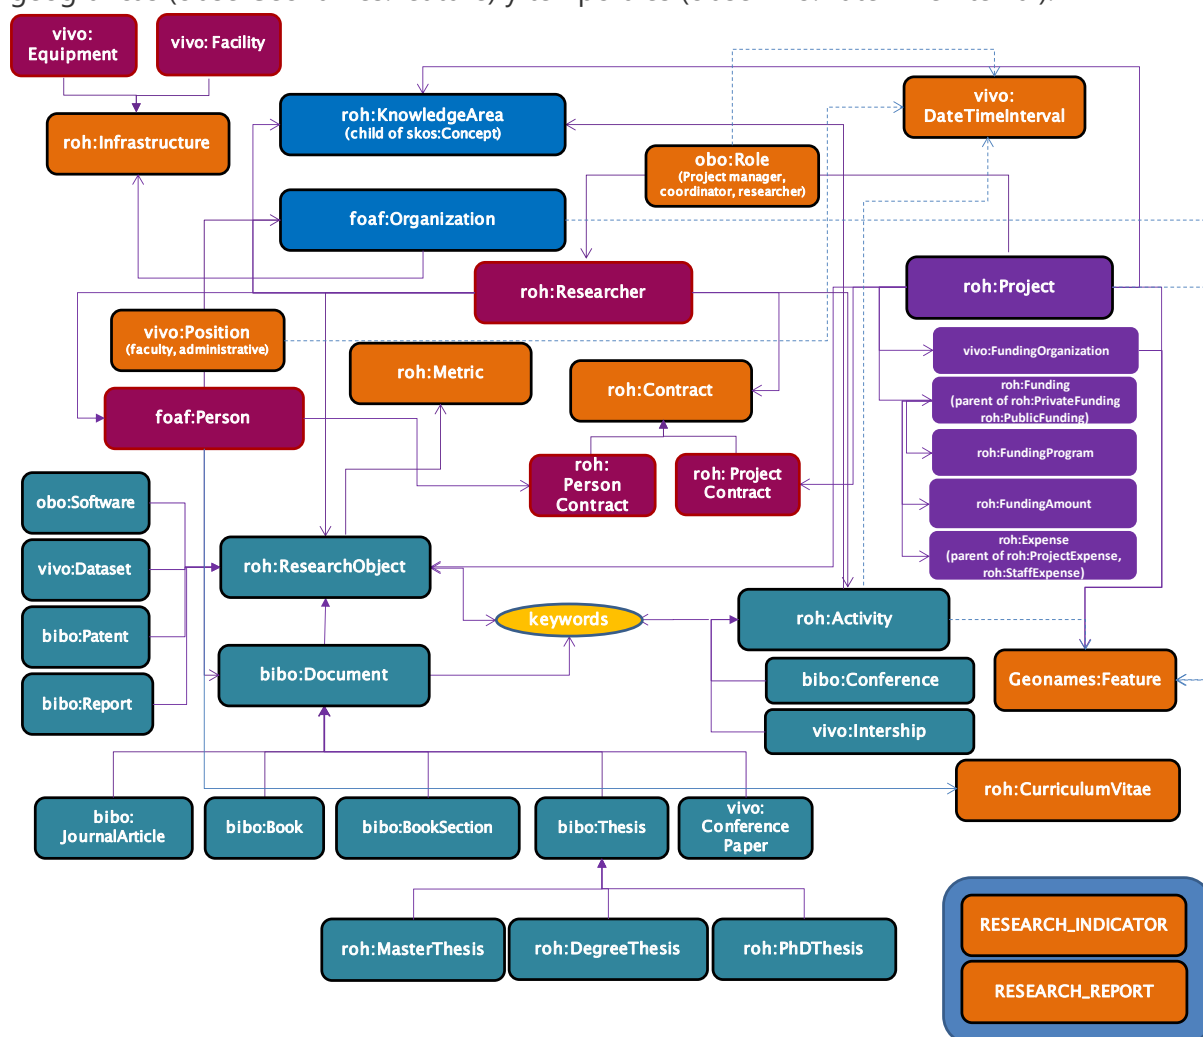 vivo:
Equipment
vivo: Facility
roh:Infrastructure
roh:KnowledgeArea
(child of skos:Concept)
vivo:
DateTimeInterval
obo:Role
(Project manager,
coordinator, researcher)
foaf:Organization
roh:Researcher
roh:Project
vivo:Position
(faculty, administrative)
roh:Metric
roh:Contract
vivo:FundingOrganization
roh:Funding
(parent of roh:PrivateFunding
roh:PublicFunding)
foaf:Person
roh:FundingProgram
roh:
Person
Contract
roh: Project
Contract
obo:Software
roh:FundingAmount
vivo:Dataset
roh:ResearchObject
roh:Expense
(parent of roh:ProjectExpense,
roh:StaffExpense)
keywords
roh:Activity
bibo:Patent
bibo:Document
bibo:Conference
Geonames:Feature
bibo:Report
vivo:Intership
roh:CurriculumVitae
bibo:
JournalArticle
bibo:Book
bibo:BookSection
bibo:Thesis
vivo:
Conference
Paper
RESEARCH_INDICATOR
roh:MasterThesis
roh:DegreeThesis
roh:PhDThesis
RESEARCH_REPORT